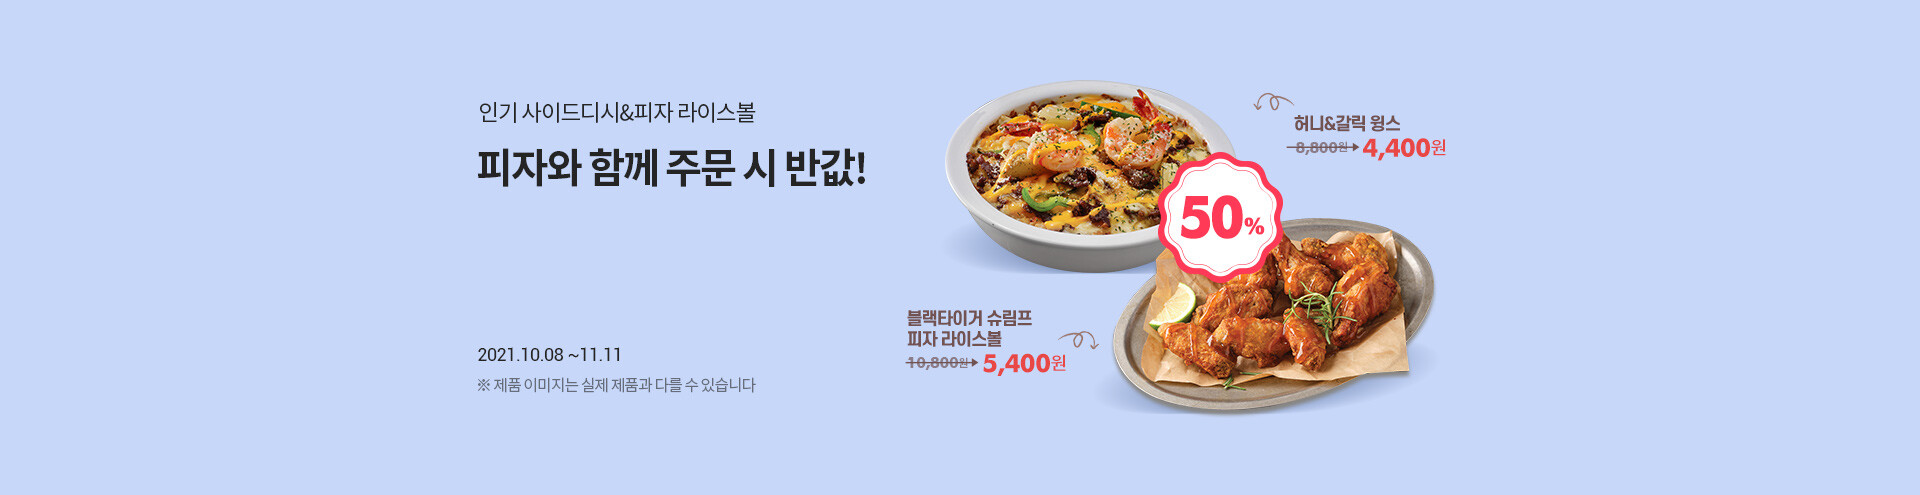 인기 사이드디시&피자 라이스볼
피자와 함께 주문 시 반값!
2021.10.08 ~11.11
※ 제품 이미지는 실제 제품과 다를 수 있습니다
허니&갈릭 윙스
8,800원 4,400원
50%
블랙타이거 슈림프
피자 라이스볼
10,800원 5,400원